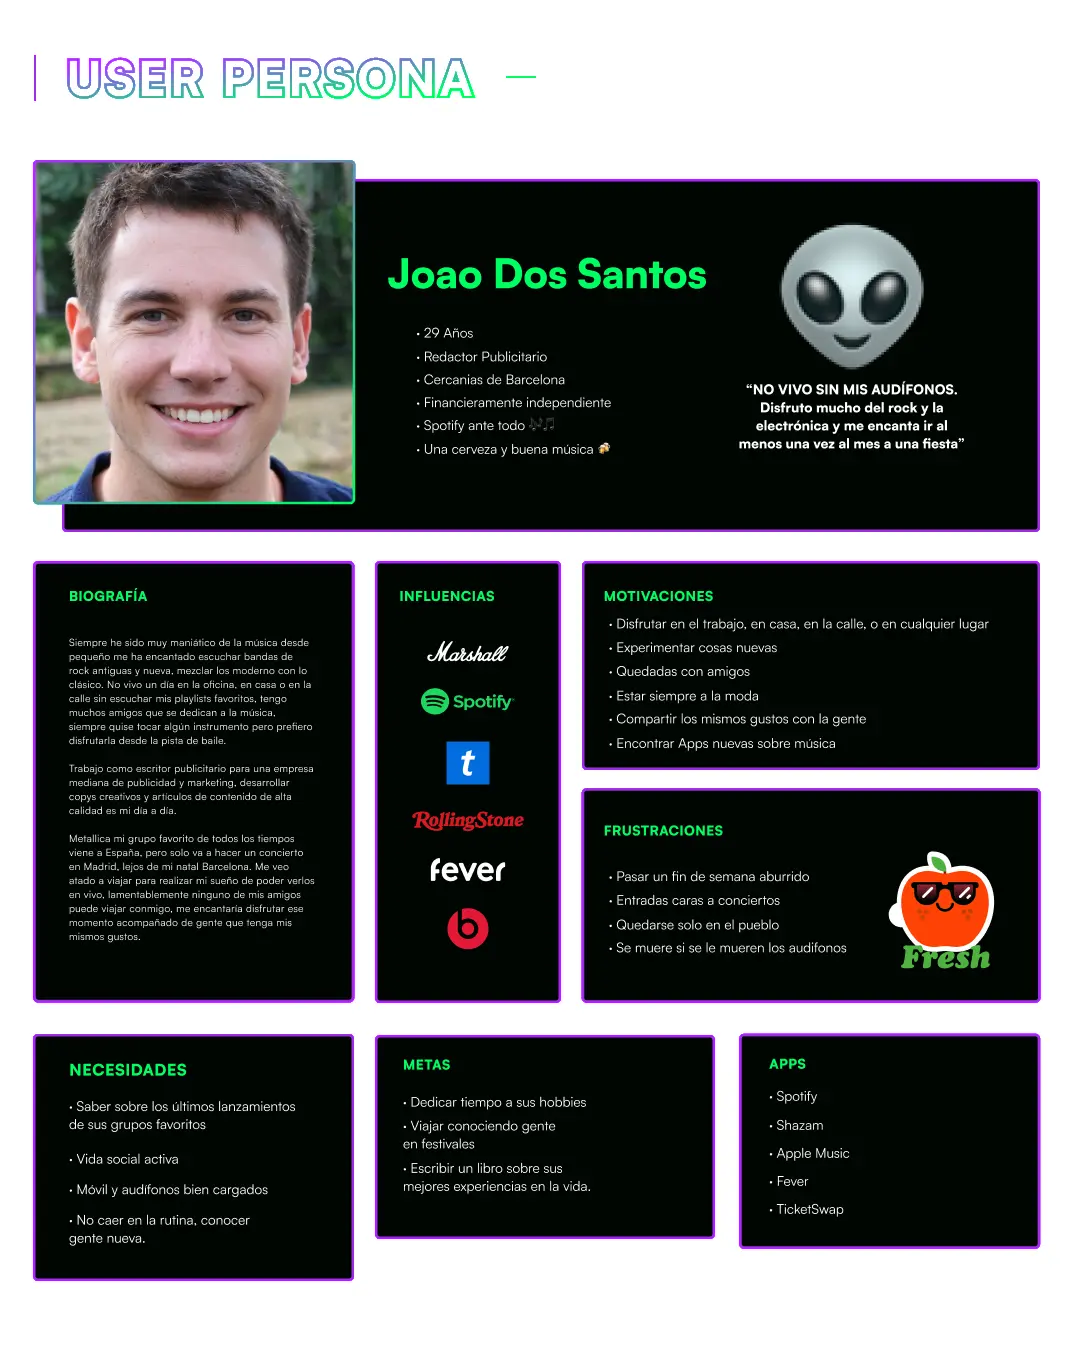 USER PERSONA
Joao Dos Santos
· 29 Años
· Redactor Publicitario
· Cercanias de Barcelona
· Financieramente independiente
· Spotify ante todo 🎶🎵
· Una cerveza y buena música 🍻
“NO VIVO SIN MIS AUDÍFONOS.
Disfruto mucho del rock y la
electrónica y me encanta ir al
menos una vez al mes a una fiesta”
BIOGRAFÍA
Siempre he sido muy maniático de la música desde
pequeño me ha encantado escuchar bandas de
rock antiguas y nueva, mezclar los moderno con lo
clásico. No vivo un día en la oficina, en casa o en la
calle sin escuchar mis playlists favoritos, tengo
muchos amigos que se dedican a la música,
siempre quise tocar algún instrumento pero prefiero
disfrutarla desde la pista de baile.
Trabajo como escritor publicitario para una empresa
mediana de publicidad y marketing, desarrollar
copys creativos y artículos de contenido de alta
calidad es mi día a día.
Metallica mi grupo favorito de todos los tiempos
viene a España, pero solo va a hacer un concierto
en Madrid, lejos de mi natal Barcelona. Me veo
atado a viajar para realizar mi sueño de poder verlos
en vivo, lamentablemente ninguno de mis amigos
puede viajar conmigo, me encantaría disfrutar ese
momento acompañado de gente que tenga mis
mismos gustos.
INFLUENCIAS
Marshall
Spotify
t
RollingStone
fever
b
MOTIVACIONES
· Disfrutar en el trabajo, en casa, en la calle, o en cualquier lugar
· Experimentar cosas nuevas
· Quedadas con amigos
· Estar siempre a la moda
· Compartir los mismos gustos con la gente
· Encontrar Apps nuevas sobre música
FRUSTRACIONES
· Pasar un fin de semana aburrido
· Entradas caras a conciertos
· Quedarse solo en el pueblo
· Se muere si se le mueren los audifonos
Fresh
NECESIDADES
· Saber sobre los últimos lanzamientos
de sus grupos favoritos
· Vida social activa
· Móvil y audífonos bien cargados
· No caer en la rutina, conocer
gente nueva.
METAS
· Dedicar tiempo a sus hobbies
· Viajar conociendo gente
en festivales
· Escribir un libro sobre sus
mejores experiencias en la vida.
APPS
· Spotify
· Shazam
· Apple Music
· Fever
· TicketSwap